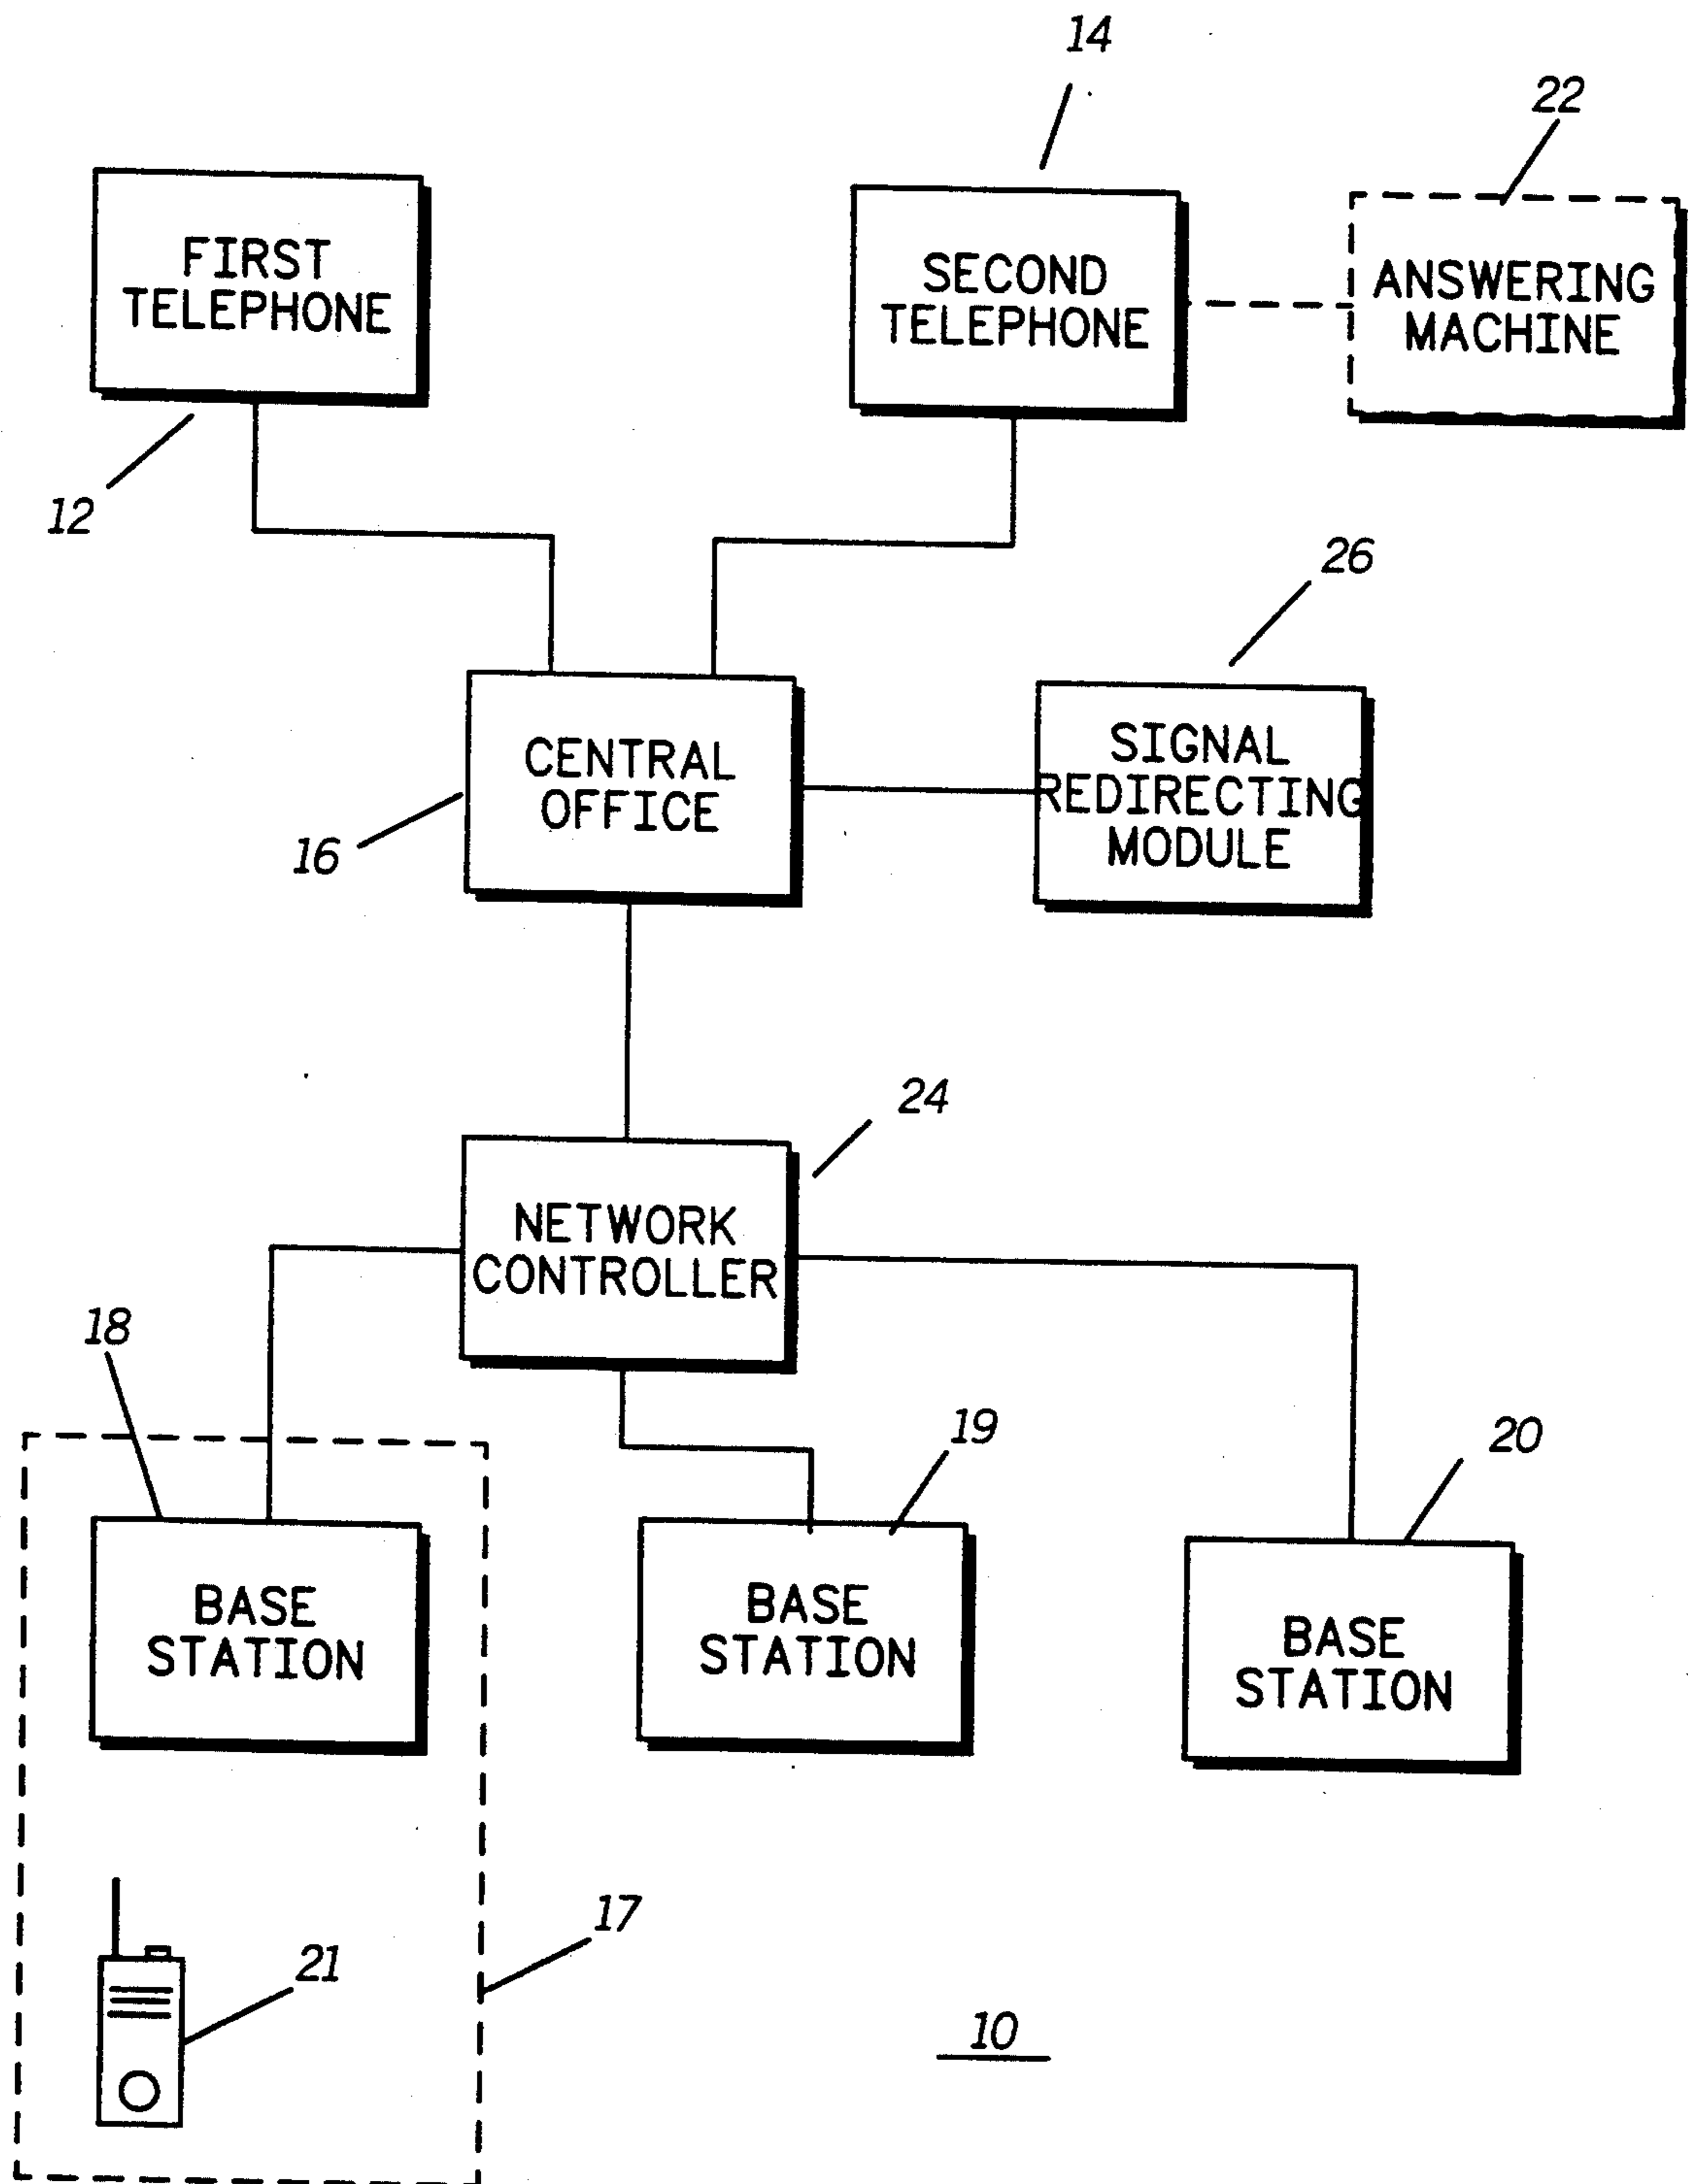 14
22
FIRST
TELEPHONE
SECOND
TELEPHONE
ANSWERING
MACHINE
12
26
CENTRAL
OFFICE
16
SIGNAL
REDIRECTING
MODULE
24
NETWORK
CONTROLLER
18
19
20
BASE
STATION
BASE
STATION
BASE
STATION
17
21
10